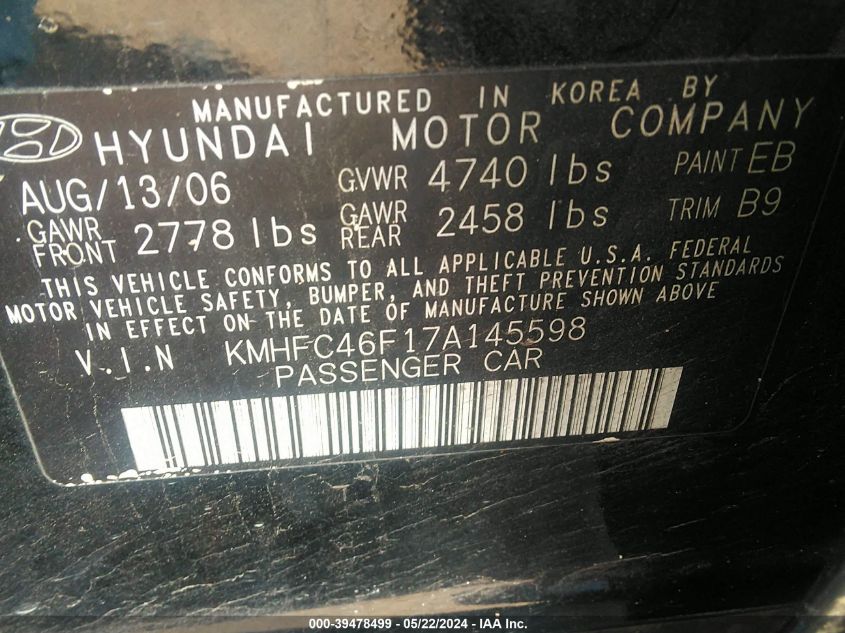 MANUFACTURED IN KOREA BY
HYUNDAI MOTOR COMPANY
AUG/13/06 GVWR 4740 lbs PAINT EB
GAWR FRONT 2778 lbs GAWR REAR 2458 lbs TRIM B9
THIS VEHICLE CONFORMS TO ALL APPLICABLE U.S.A. FEDERAL
MOTOR VEHICLE SAFETY, BUMPER, AND THEFT PREVENTION STANDARDS
IN EFFECT ON THE DATE OF MANUFACTURE SHOWN ABOVE
V.I.N KMHFC46F17A145598
PASSENGER CAR
000-39478499 - 05/22/2024 - IAA Inc.